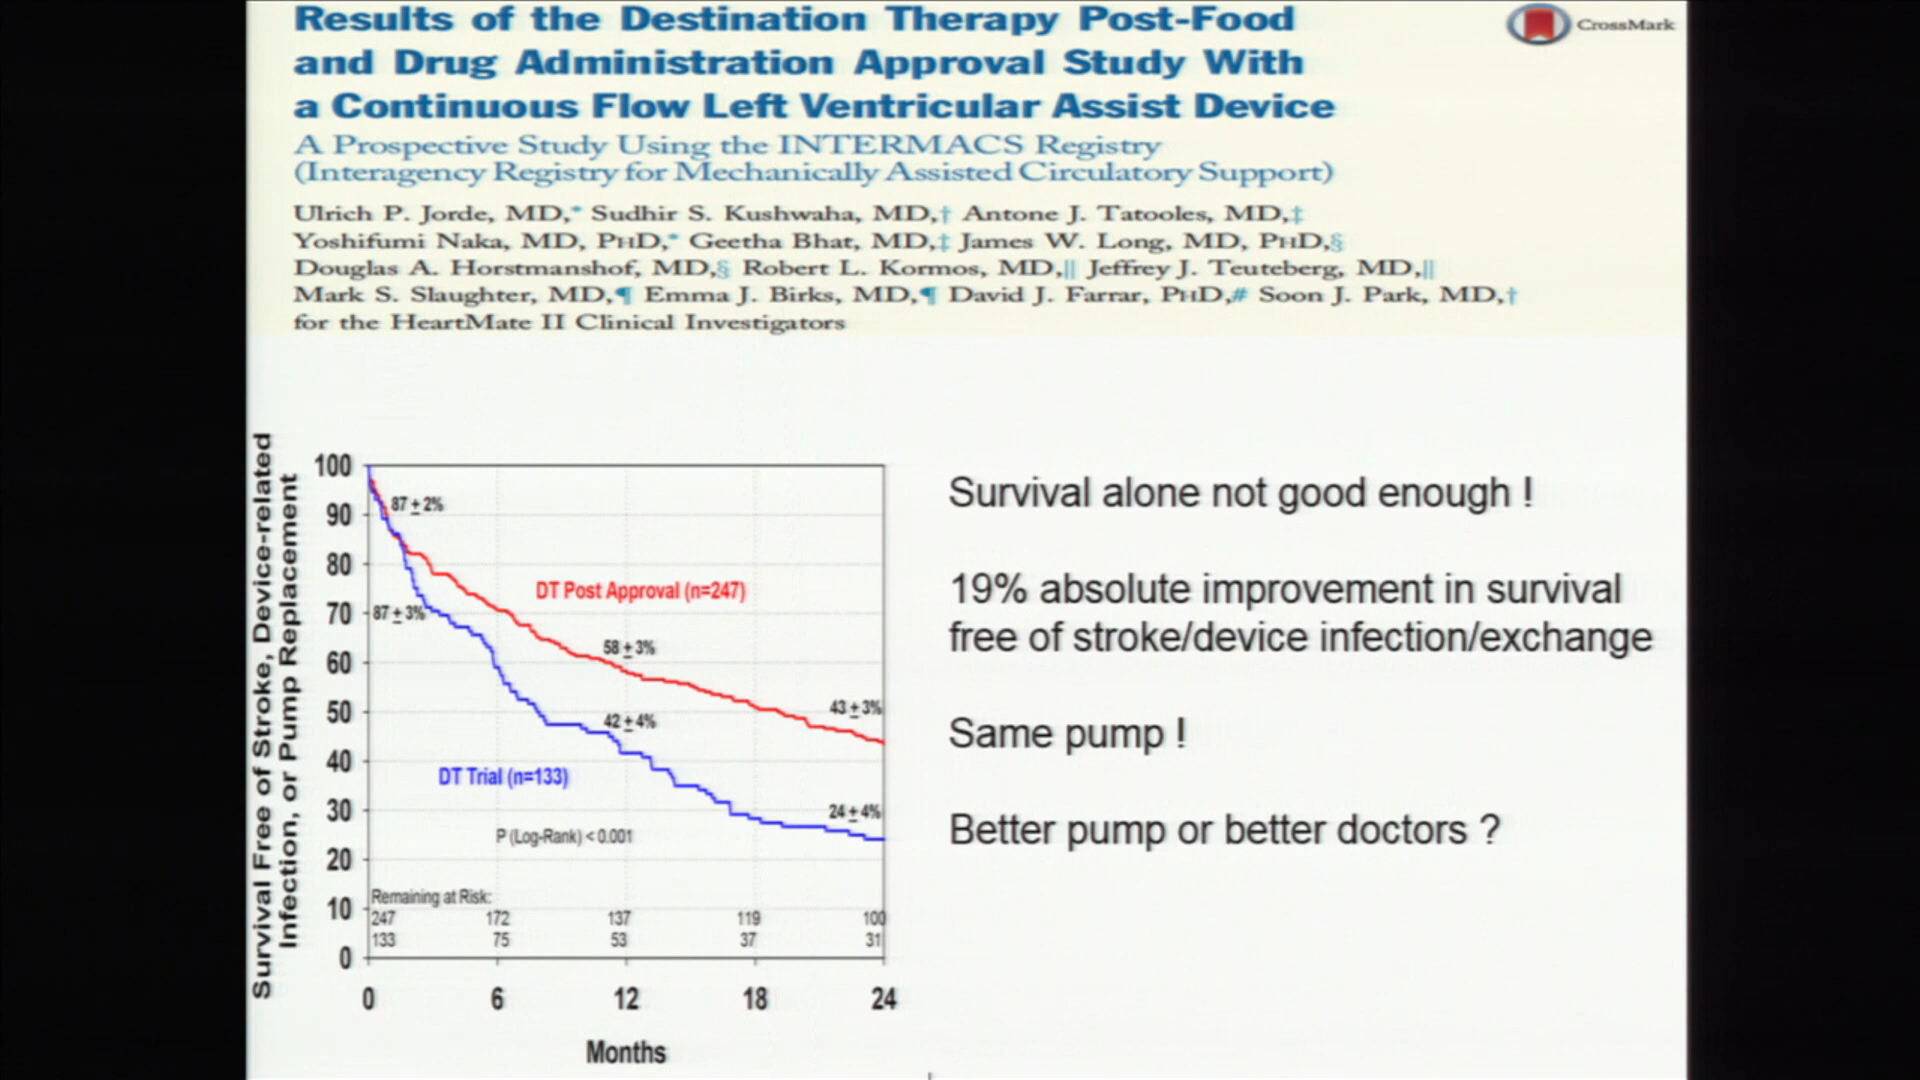 Results of the Destination Therapy Post-Food
and Drug Administration Approval Study With
a Continuous Flow Left Ventricular Assist Device
CrossMark
A Prospective Study Using the INTERMACS Registry
(Interagency Registry for Mechanically Assisted Circulatory Support)
Ulrich P. Jorde, MD,* Sudhir S. Kushwaha, MD,† Antone J. Tatooles, MD,‡
Yoshifumi Naka, MD, PHD,* Geetha Bhat, MD,‡ James W. Long, MD, PHD,§
Douglas A. Horstmanshof, MD,§ Robert L. Kormos, MD,|| Jeffrey J. Teuteberg, MD,||
Mark S. Slaughter, MD,¶ Emma J. Birks, MD,¶ David J. Farrar, PHD,# Soon J. Park, MD,†
for the HeartMate II Clinical Investigators
Survival Free of Stroke, Device-related
Infection, or Pump Replacement
100
90
80
70
60
50
40
30
20
10
0
87 ± 2%
87 ± 3%
DT Post Approval (n=247)
58 ± 3%
43 ± 3%
42 ± 4%
DT Trial (n=133)
24 ± 4%
P (Log-Rank) < 0.001
Remaining at Risk:
247 172 137 119 100
133 75 53 37 31
0 6 12 18 24
Months
Survival alone not good enough !
19% absolute improvement in survival
free of stroke/device infection/exchange
Same pump !
Better pump or better doctors ?